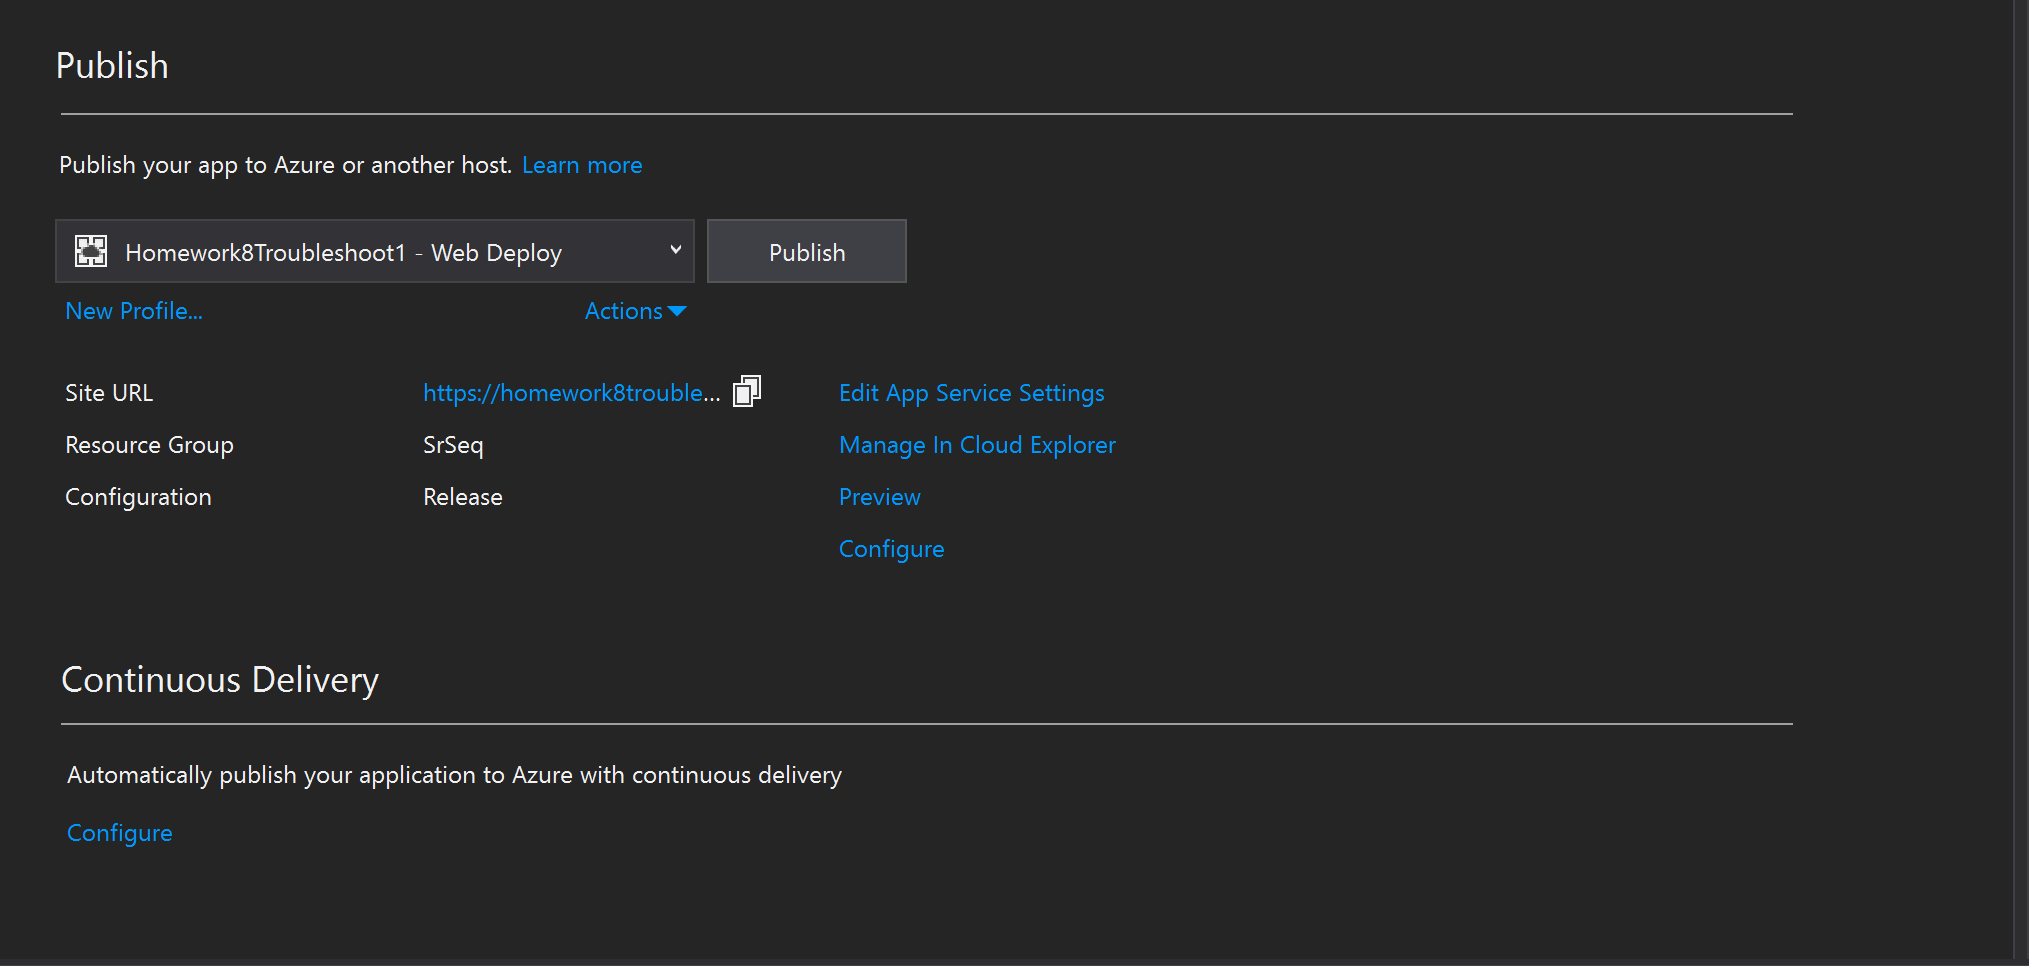 Publish
Publish your app to Azure or another host. Learn more
Homework8Troubleshoot1 - Web Deploy
Publish
New Profile...
Actions
Site URL
https://homework8trouble...
Edit App Service Settings
Resource Group
SrSeq
Manage In Cloud Explorer
Configuration
Release
Preview
Configure
Continuous Delivery
Automatically publish your application to Azure with continuous delivery
Configure